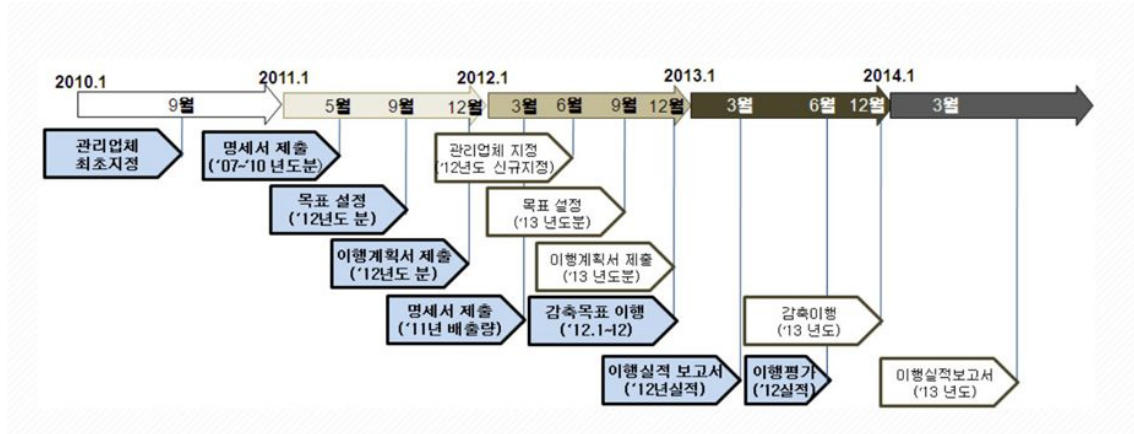 2010.1
2011.1
2012.1
2013.1
2014.1
9월
5월
9월
12월
3월
6월
9월
12월
3월
6월
12월
3월
관리업체
최초지정
명세서 제출
(‘07~‘10 년도분)
관리업체 지정
(‘12년도 신규지정)
목표 설정
(‘12년도 분)
목표 설정
(‘13 년도분)
이행계획서 제출
(‘12년도 분)
이행계획서 제출
(‘13 년도분)
명세서 제출
(‘11년 배출량)
감축목표 이행
(‘12.1~12)
감축이행
(‘13 년도)
이행실적 보고서
(‘12년실적)
이행평가
(‘12실적)
이행실적보고서
(‘13 년도)